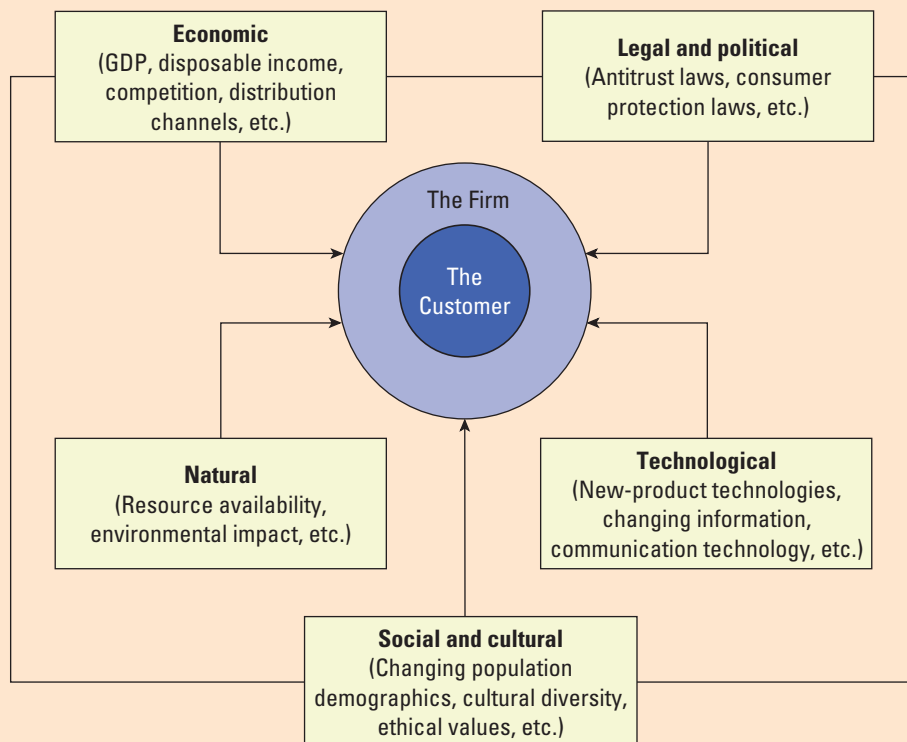 Economic
(GDP, disposable income,
competition, distribution
channels, etc.)
Legal and political
(Antitrust laws, consumer
protection laws, etc.)
The Firm
The
Customer
Natural
(Resource availability,
environmental impact, etc.)
Technological
(New-product technologies,
changing information,
communication technology, etc.)
Social and cultural
(Changing population
demographics, cultural diversity,
ethical values, etc.)